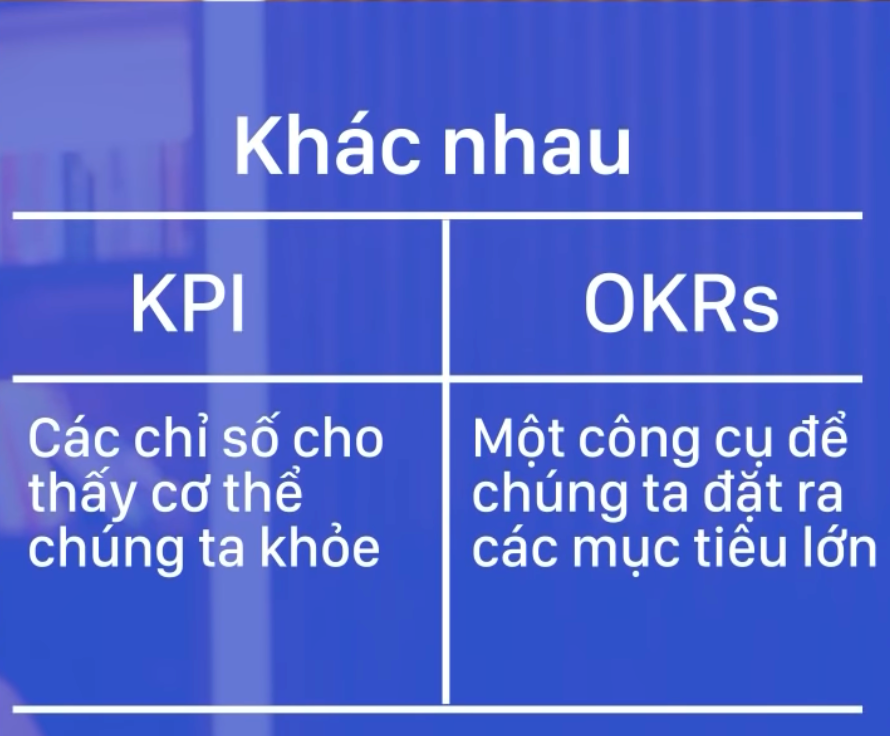 Khác nhau
KPI
OKRs
Các chỉ số cho
thấy cơ thể
chúng ta khỏe
Một công cụ để
chúng ta đặt ra
các mục tiêu lớn